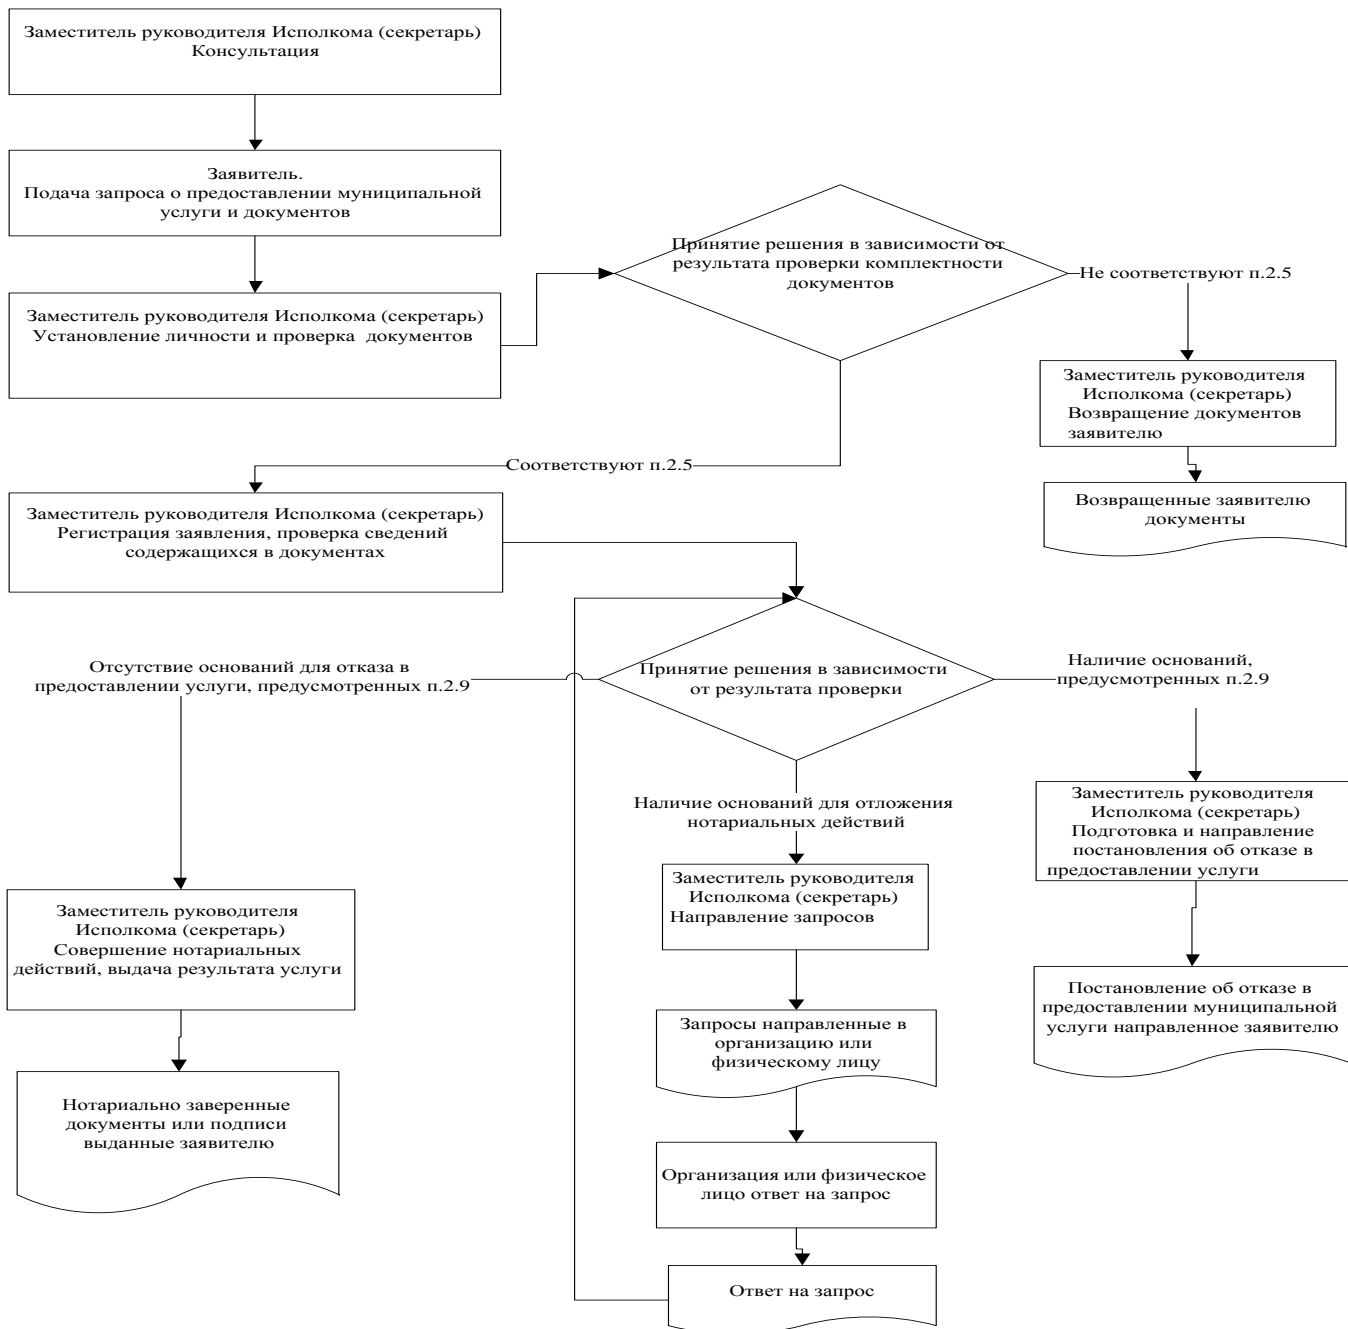 Заместитель руководителя Исполкома (секретарь)
Консультация
Заявитель.
Подача запроса о предоставлении муниципальной
услуги и документов
Заместитель руководителя Исполкома (секретарь)
Установление личности и проверка документов
Принятие решения в зависимости от
результата проверки комплектности
документов
Не соответствуют п.2.5
Заместитель руководителя
Исполкома (секретарь)
Возвращение документов
заявителю
Возвращенные заявителю
документы
Соответствуют п.2.5
Заместитель руководителя Исполкома (секретарь)
Регистрация заявления, проверка сведений
содержащихся в документах
Принятие решения в зависимости
от результата проверки
Отсутствие оснований для отказа в
предоставлении услуги, предусмотренных п.2.9
Наличие оснований,
предусмотренных п.2.9
Наличие оснований для отложения
нотариальных действий
Заместитель руководителя
Исполкома (секретарь)
Совершение нотариальных
действий, выдача результата услуги
Нотариально заверенные
документы или подписи
выданные заявителю
Заместитель руководителя
Исполкома (секретарь)
Направление запросов
Запросы направленные в
организацию или
физическому лицу
Организация или физическое
лицо ответ на запрос
Ответ на запрос
Заместитель руководителя
Исполкома (секретарь)
Подготовка и направление
постановления об отказе в
предоставлении услуги
Постановление об отказе в
предоставлении муниципальной
услуги направленное заявителю